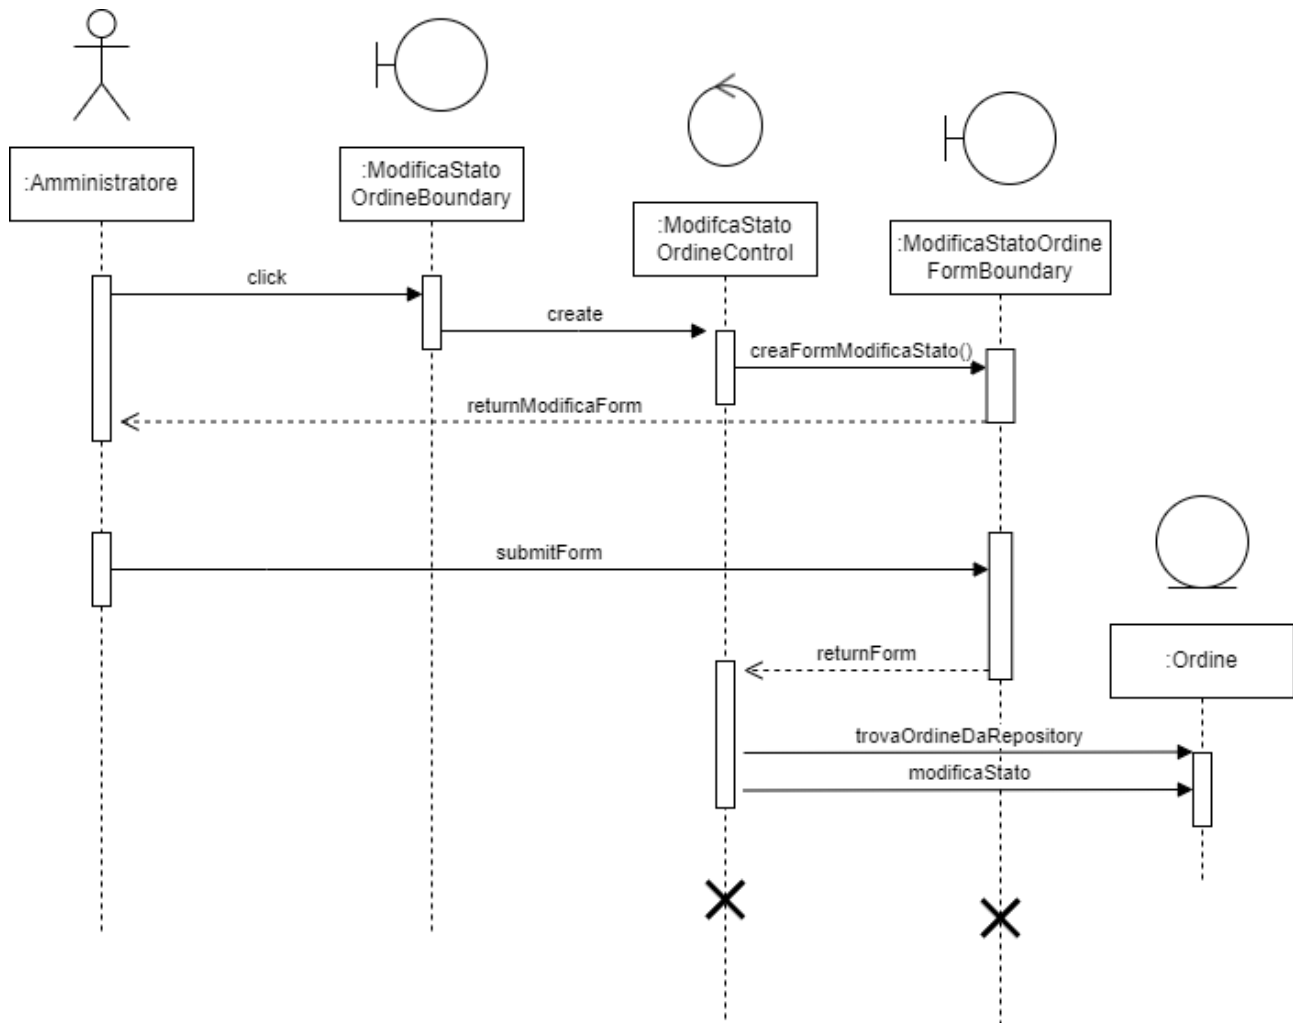 :Amministratore
:ModificaStato
OrdineBoundary
:ModifcaStato
OrdineControl
:ModificaStatoOrdine
FormBoundary
click
create
creaFormModificaStato()
returnModificaForm
submitForm
returnForm
:Ordine
trovaOrdineDaRepository
modificaStato